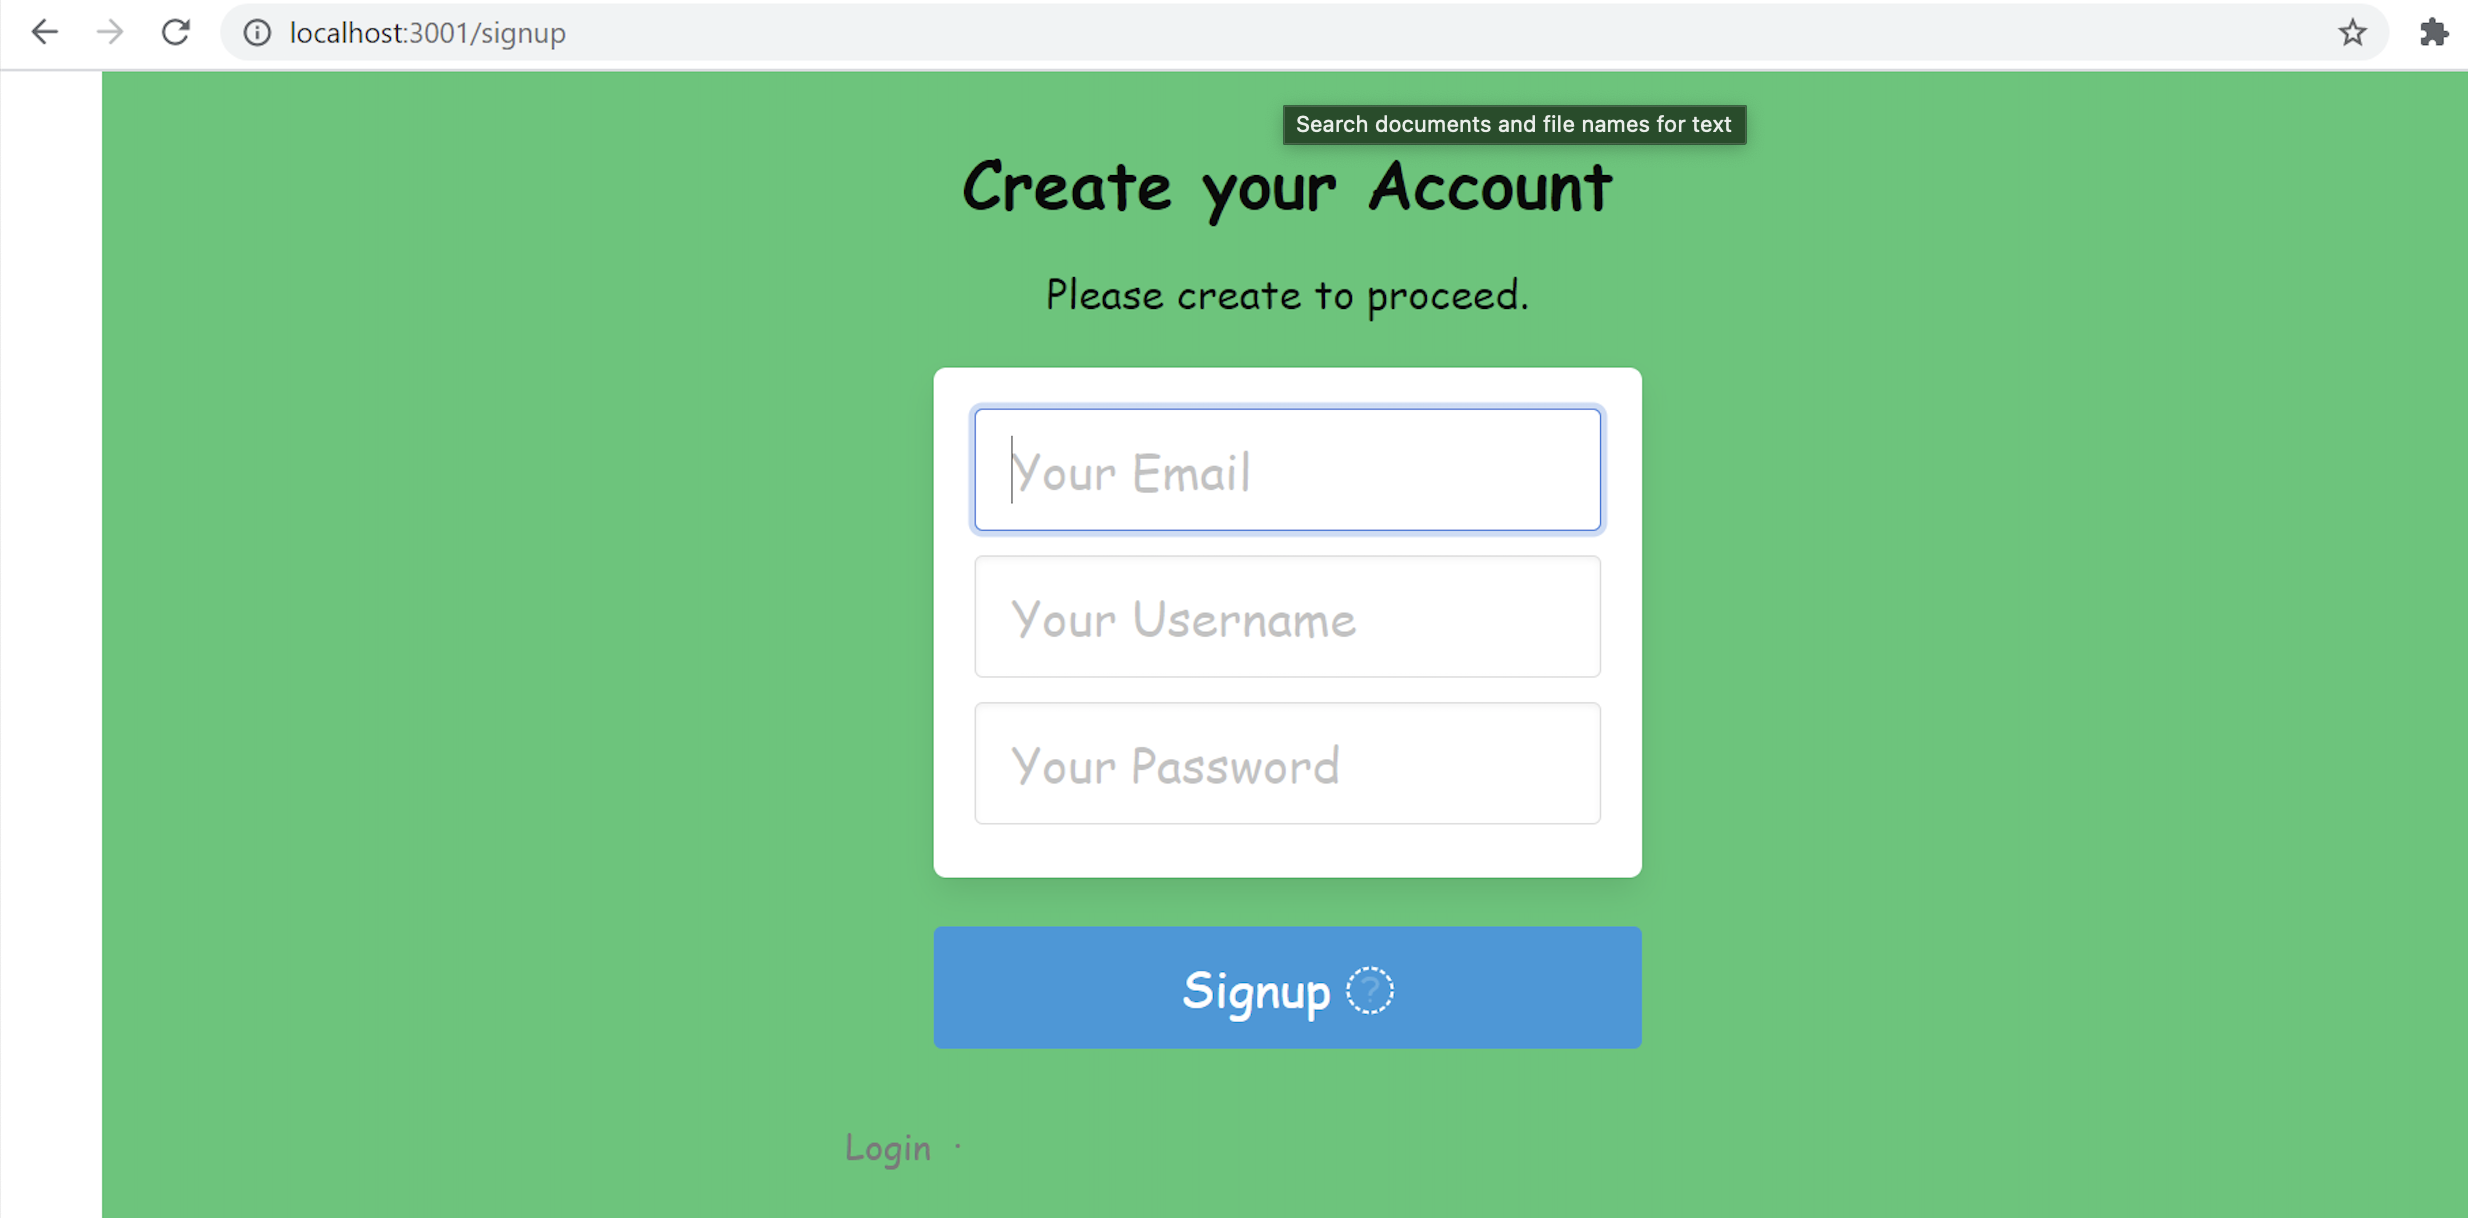 localhost:3001/signup
Search documents and file names for text
Create your Account
Please create to proceed.
Your Email
Your Username
Your Password
Signup ?
Login ·